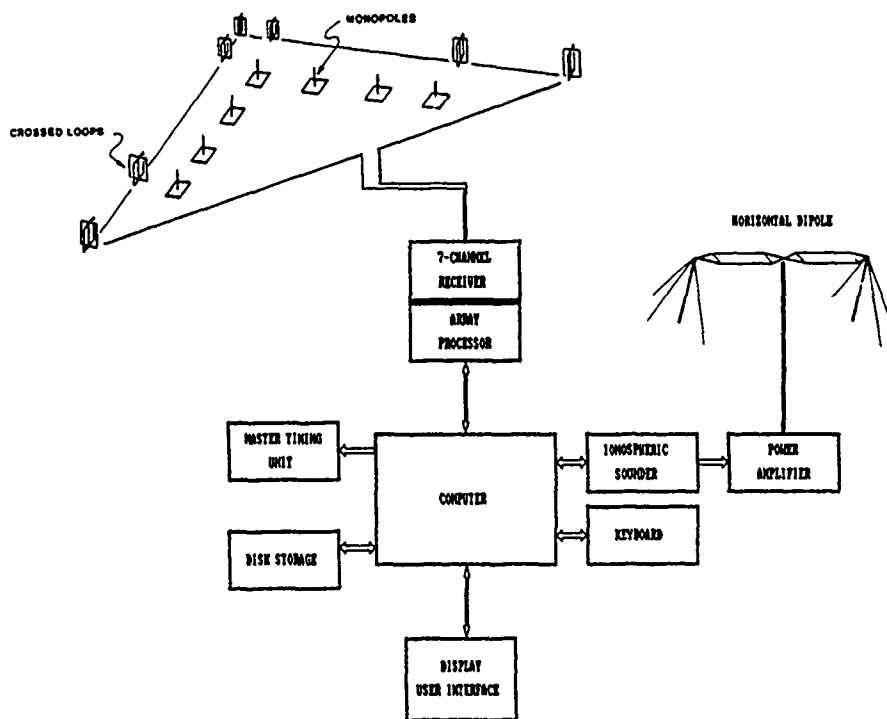 MONOPOLES
CROSSED LOOPS
HORIZONTAL DIPOLE
7-CHANNEL
RECEIVER
ARRAY
PROCESSOR
MASTER TIMING
UNIT
COMPUTER
IONOSPHERIC
SOUNDER
POWER
AMPLIFIER
DISK STORAGE
KEYBOARD
DISPLAY
USER INTERFACE